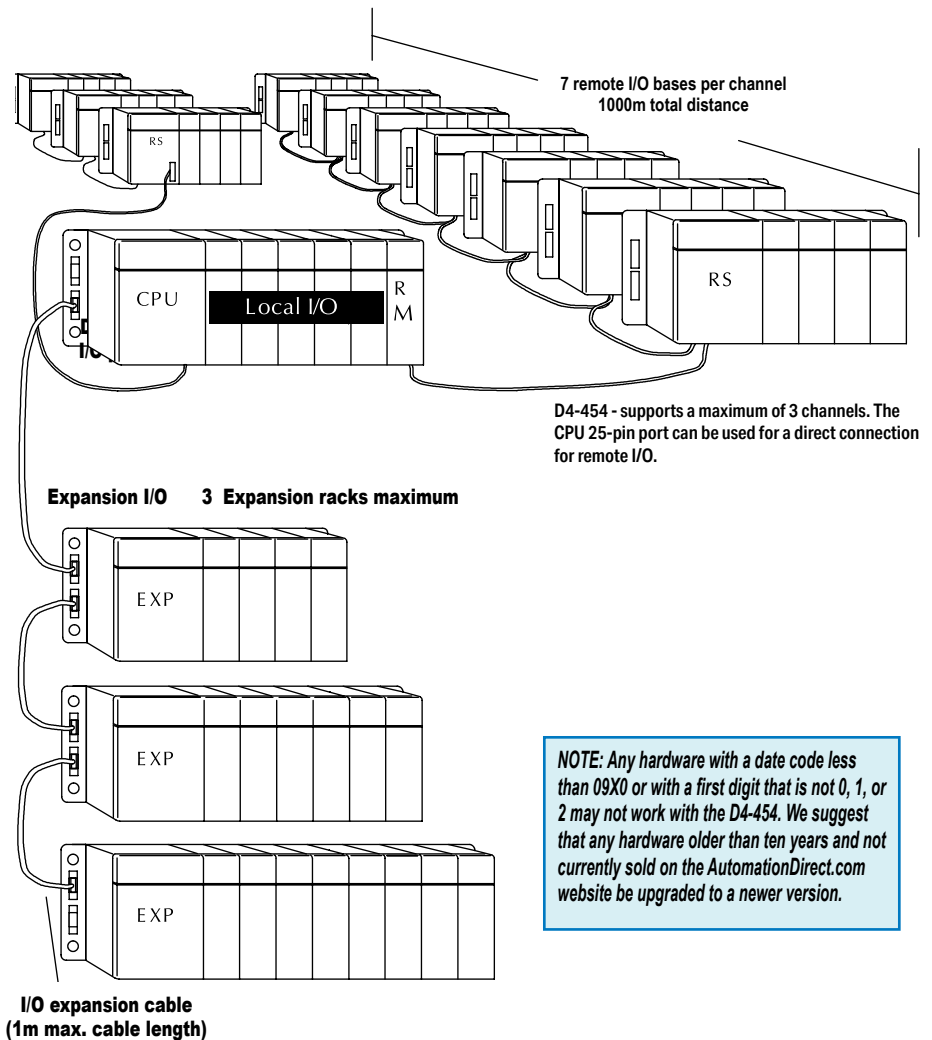 7 remote I/O bases per channel
1000m total distance
RS
RS
CPU
Local I/O
R
M
D4-454 - supports a maximum of 3 channels. The
CPU 25-pin port can be used for a direct connection
for remote I/O.
Expansion I/O 3 Expansion racks maximum
EXP
EXP
NOTE: Any hardware with a date code less
than 09X0 or with a first digit that is not 0, 1, or
2 may not work with the D4-454. We suggest
that any hardware older than ten years and not
currently sold on the AutomationDirect.com
website be upgraded to a newer version.
EXP
I/O expansion cable
(1m max. cable length)